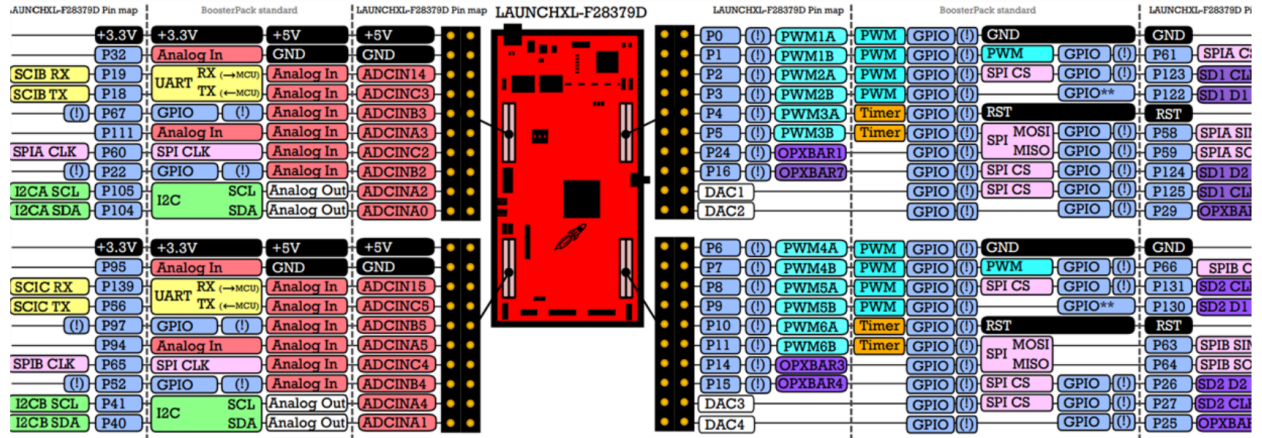 LAUNCHXL-F28379D Pin map BoosterPack standard LAUNCHXL-F28379D Pin map LAUNCHXL-F28379D LAUNCHXL-F28379D Pin map BoosterPack standard LAUNCHXL-F28379D Pi
+3.3V +3.3V +5V +5V P0 (!) PWM1A PWM GPIO (!) GND GND
P32 Analog In GND GND P1 (!) PWM1B PWM GPIO (!) PWM GPIO (!) P61 SPIA C
SCIB RX P19 UART RX (→MCU) Analog In ADCIN14 P2 (!) PWM2A PWM GPIO (!) SPI CS GPIO (!) P123 SD1 CL
SCIB TX P18 TX (←MCU) Analog In ADCINC3 P3 (!) PWM2B PWM GPIO (!) GPIO** P122 SD1 D1
(!) P67 GPIO (!) Analog In ADCINB3 P4 (!) PWM3A Timer GPIO (!) RST RST
P111 Analog In Analog In ADCINA3 P5 (!) PWM3B Timer GPIO (!) SPI MOSI GPIO (!) P58 SPIA SI
SPIA CLK P60 SPI CLK Analog In ADCINC2 P24 (!) OPXBAR1 GPIO (!) MISO GPIO (!) P59 SPIA SO
(!) P22 GPIO (!) Analog In ADCINB2 P16 (!) OPXBAR7 GPIO (!) SPI CS GPIO (!) P124 SD1 D2
I2CA SCL P105 I2C SCL Analog Out ADCINA2 DAC1 GPIO (!) SPI CS GPIO (!) P125 SD1 CL
I2CA SDA P104 SDA Analog Out ADCINA0 DAC2 GPIO (!) GPIO (!) P29 OPXBA
+3.3V +3.3V +5V +5V P6 (!) PWM4A PWM GPIO (!) GND GND
P95 Analog In GND GND P7 (!) PWM4B PWM GPIO (!) PWM GPIO (!) P66 SPIB C
SCIC RX P139 UART RX (→MCU) Analog In ADCIN15 P8 (!) PWM5A PWM GPIO (!) SPI CS GPIO (!) P131 SD2 CL
SCIC TX P56 TX (←MCU) Analog In ADCINC5 P9 (!) PWM5B PWM GPIO (!) GPIO** P130 SD2 D1
(!) P97 GPIO (!) Analog In ADCINB5 P10 (!) PWM6A Timer GPIO (!) RST RST
P94 Analog In Analog In ADCINA5 P11 (!) PWM6B Timer GPIO (!) SPI MOSI P63 SPIB SI
SPIB CLK P65 SPI CLK Analog In ADCINC4 P14 (!) OPXBAR3 GPIO (!) MISO P64 SPIB SO
(!) P52 GPIO (!) Analog In ADCINB4 P15 (!) OPXBAR4 GPIO (!) SPI CS GPIO (!) P26 SD2 D2
I2CB SCL P41 I2C SCL Analog Out ADCINA4 DAC3 GPIO (!) SPI CS GPIO (!) P27 SD2 CL
I2CB SDA P40 SDA Analog Out ADCINA1 DAC4 GPIO (!) GPIO (!) P25 OPXBA